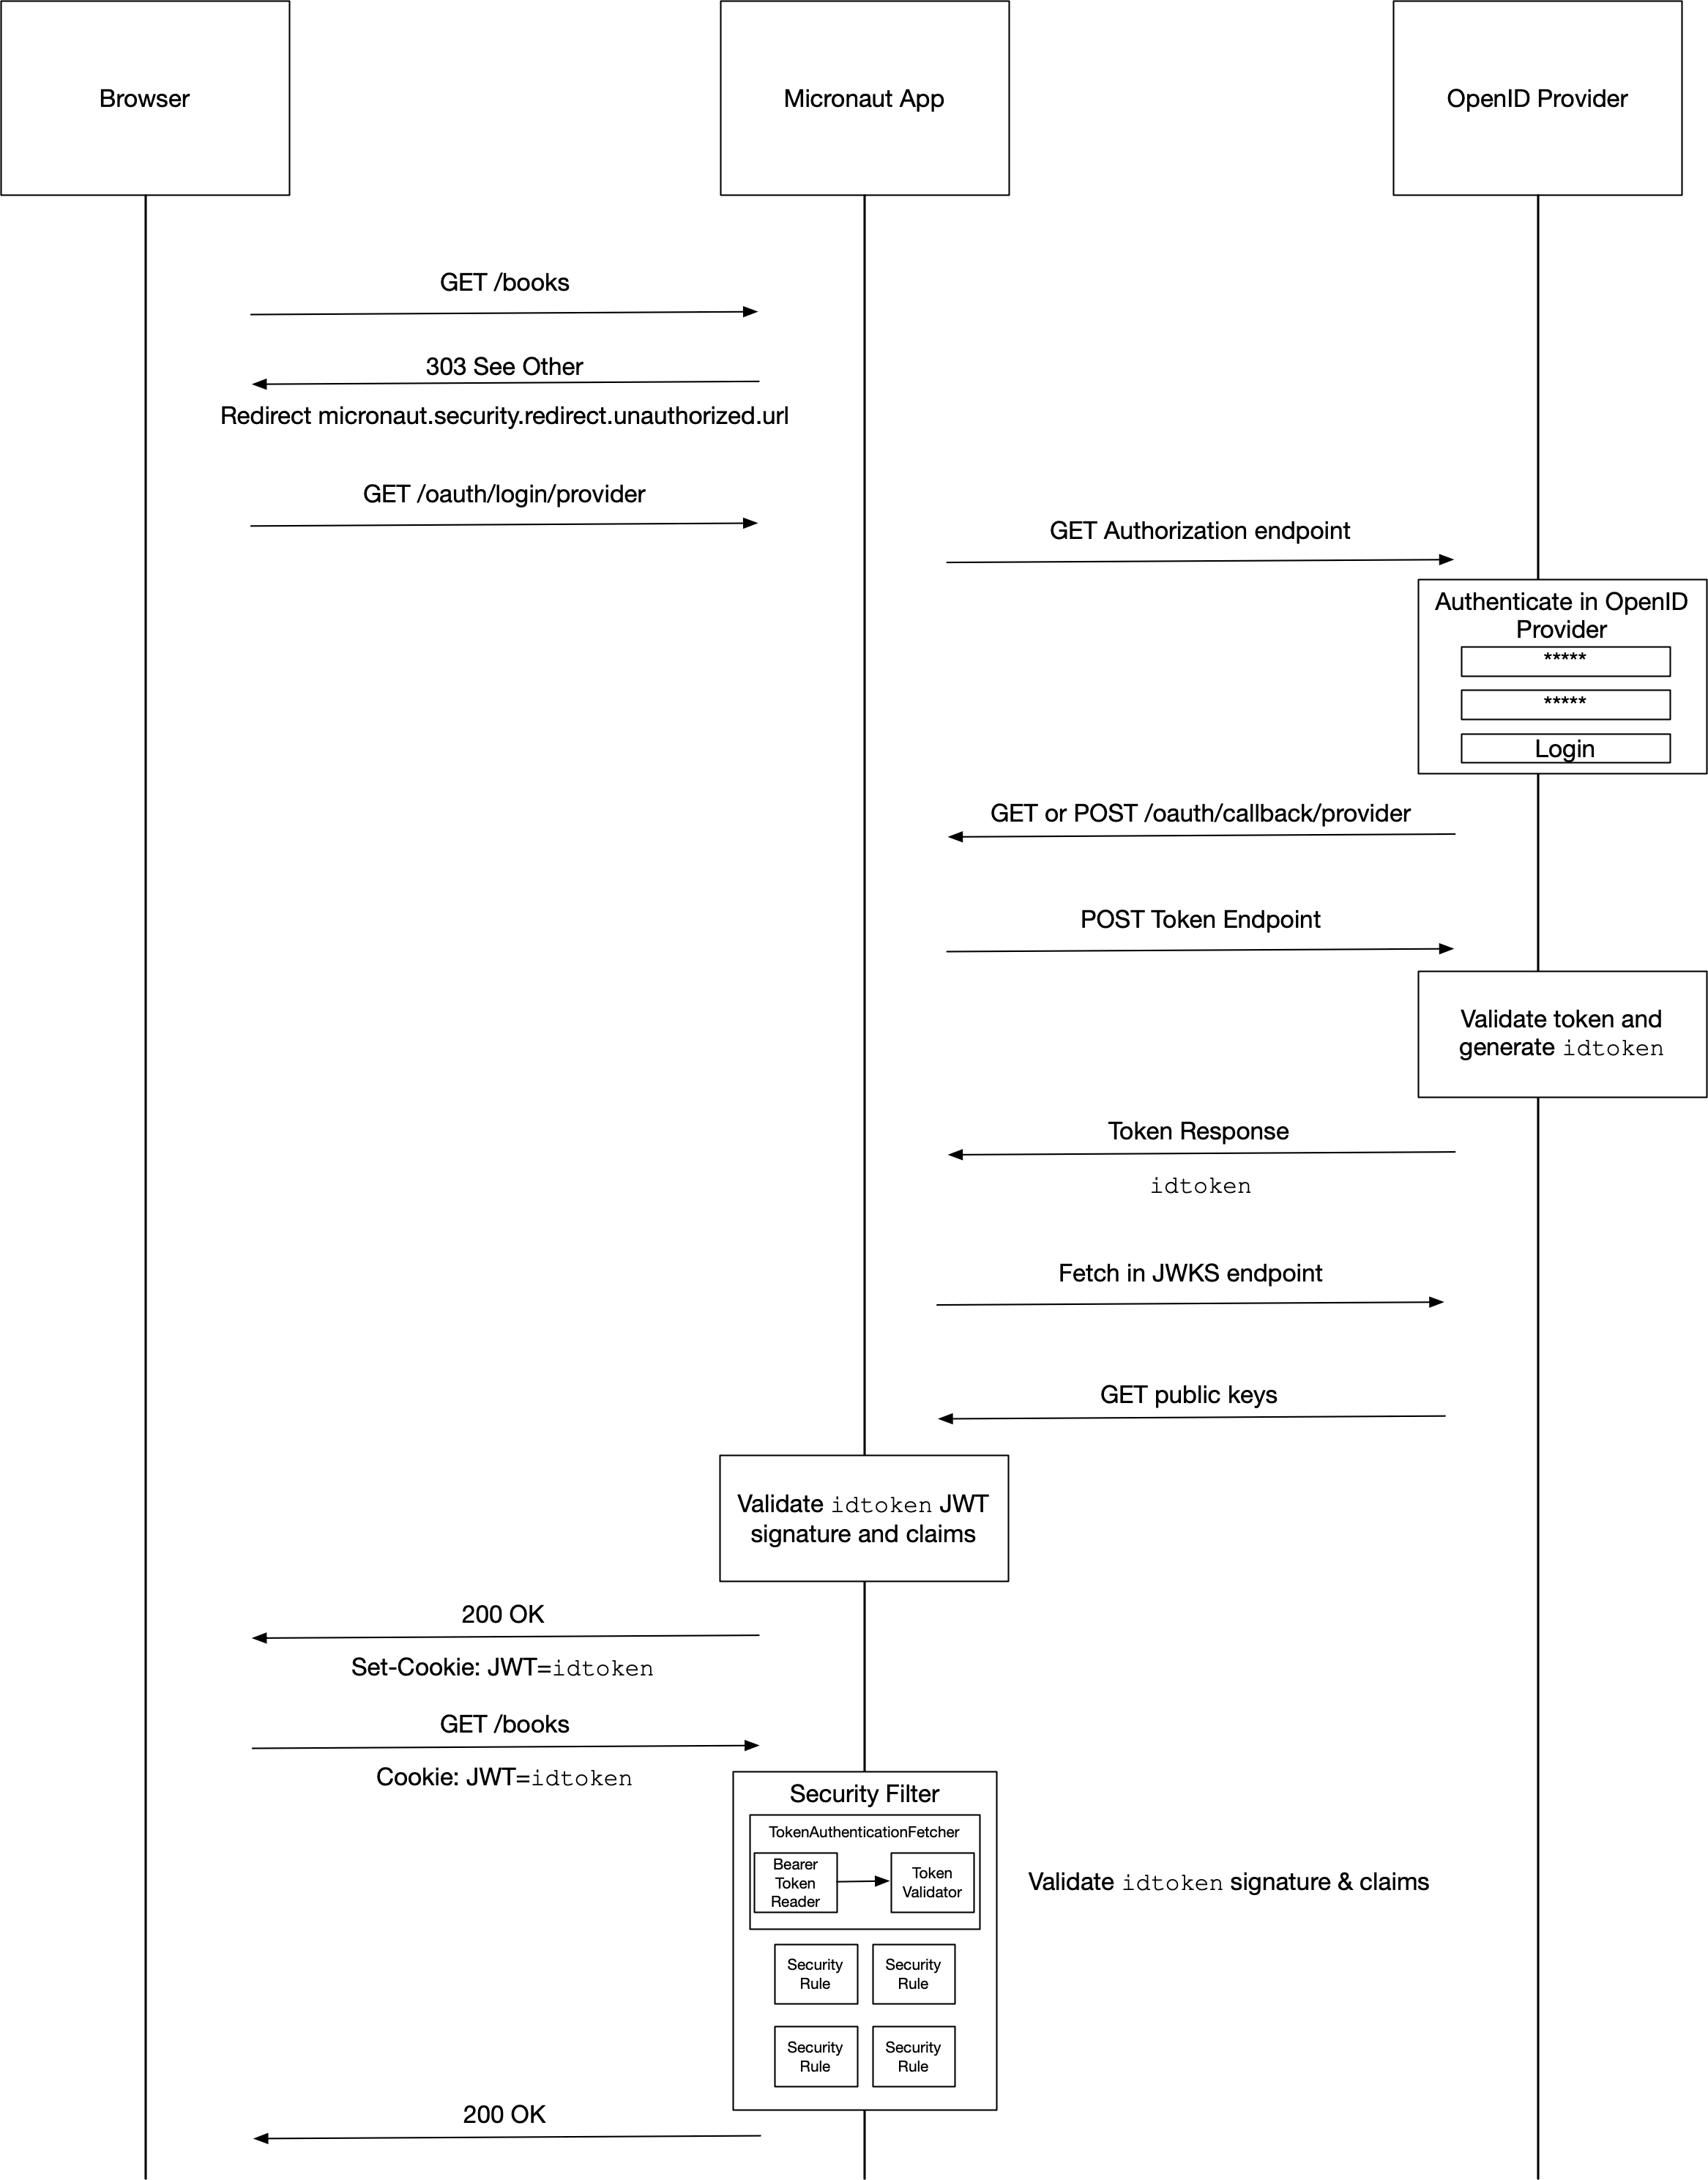 Browser
Micronaut App
OpenID Provider
GET /books
303 See Other
Redirect micronaut.security.redirect.unauthorized.url
GET /oauth/login/provider
GET Authorization endpoint
Authenticate in OpenID
Provider
*****
*****
Login
GET or POST /oauth/callback/provider
POST Token Endpoint
Validate token and
generate idtoken
Token Response
idtoken
Fetch in JWKS endpoint
GET public keys
Validate idtoken JWT
signature and claims
200 OK
Set-Cookie: JWT=idtoken
GET /books
Cookie: JWT=idtoken
Security Filter
TokenAuthenticationFetcher
Bearer
Token
Reader
Token
Validator
Validate idtoken signature & claims
Security
Rule
Security
Rule
Security
Rule
Security
Rule
200 OK